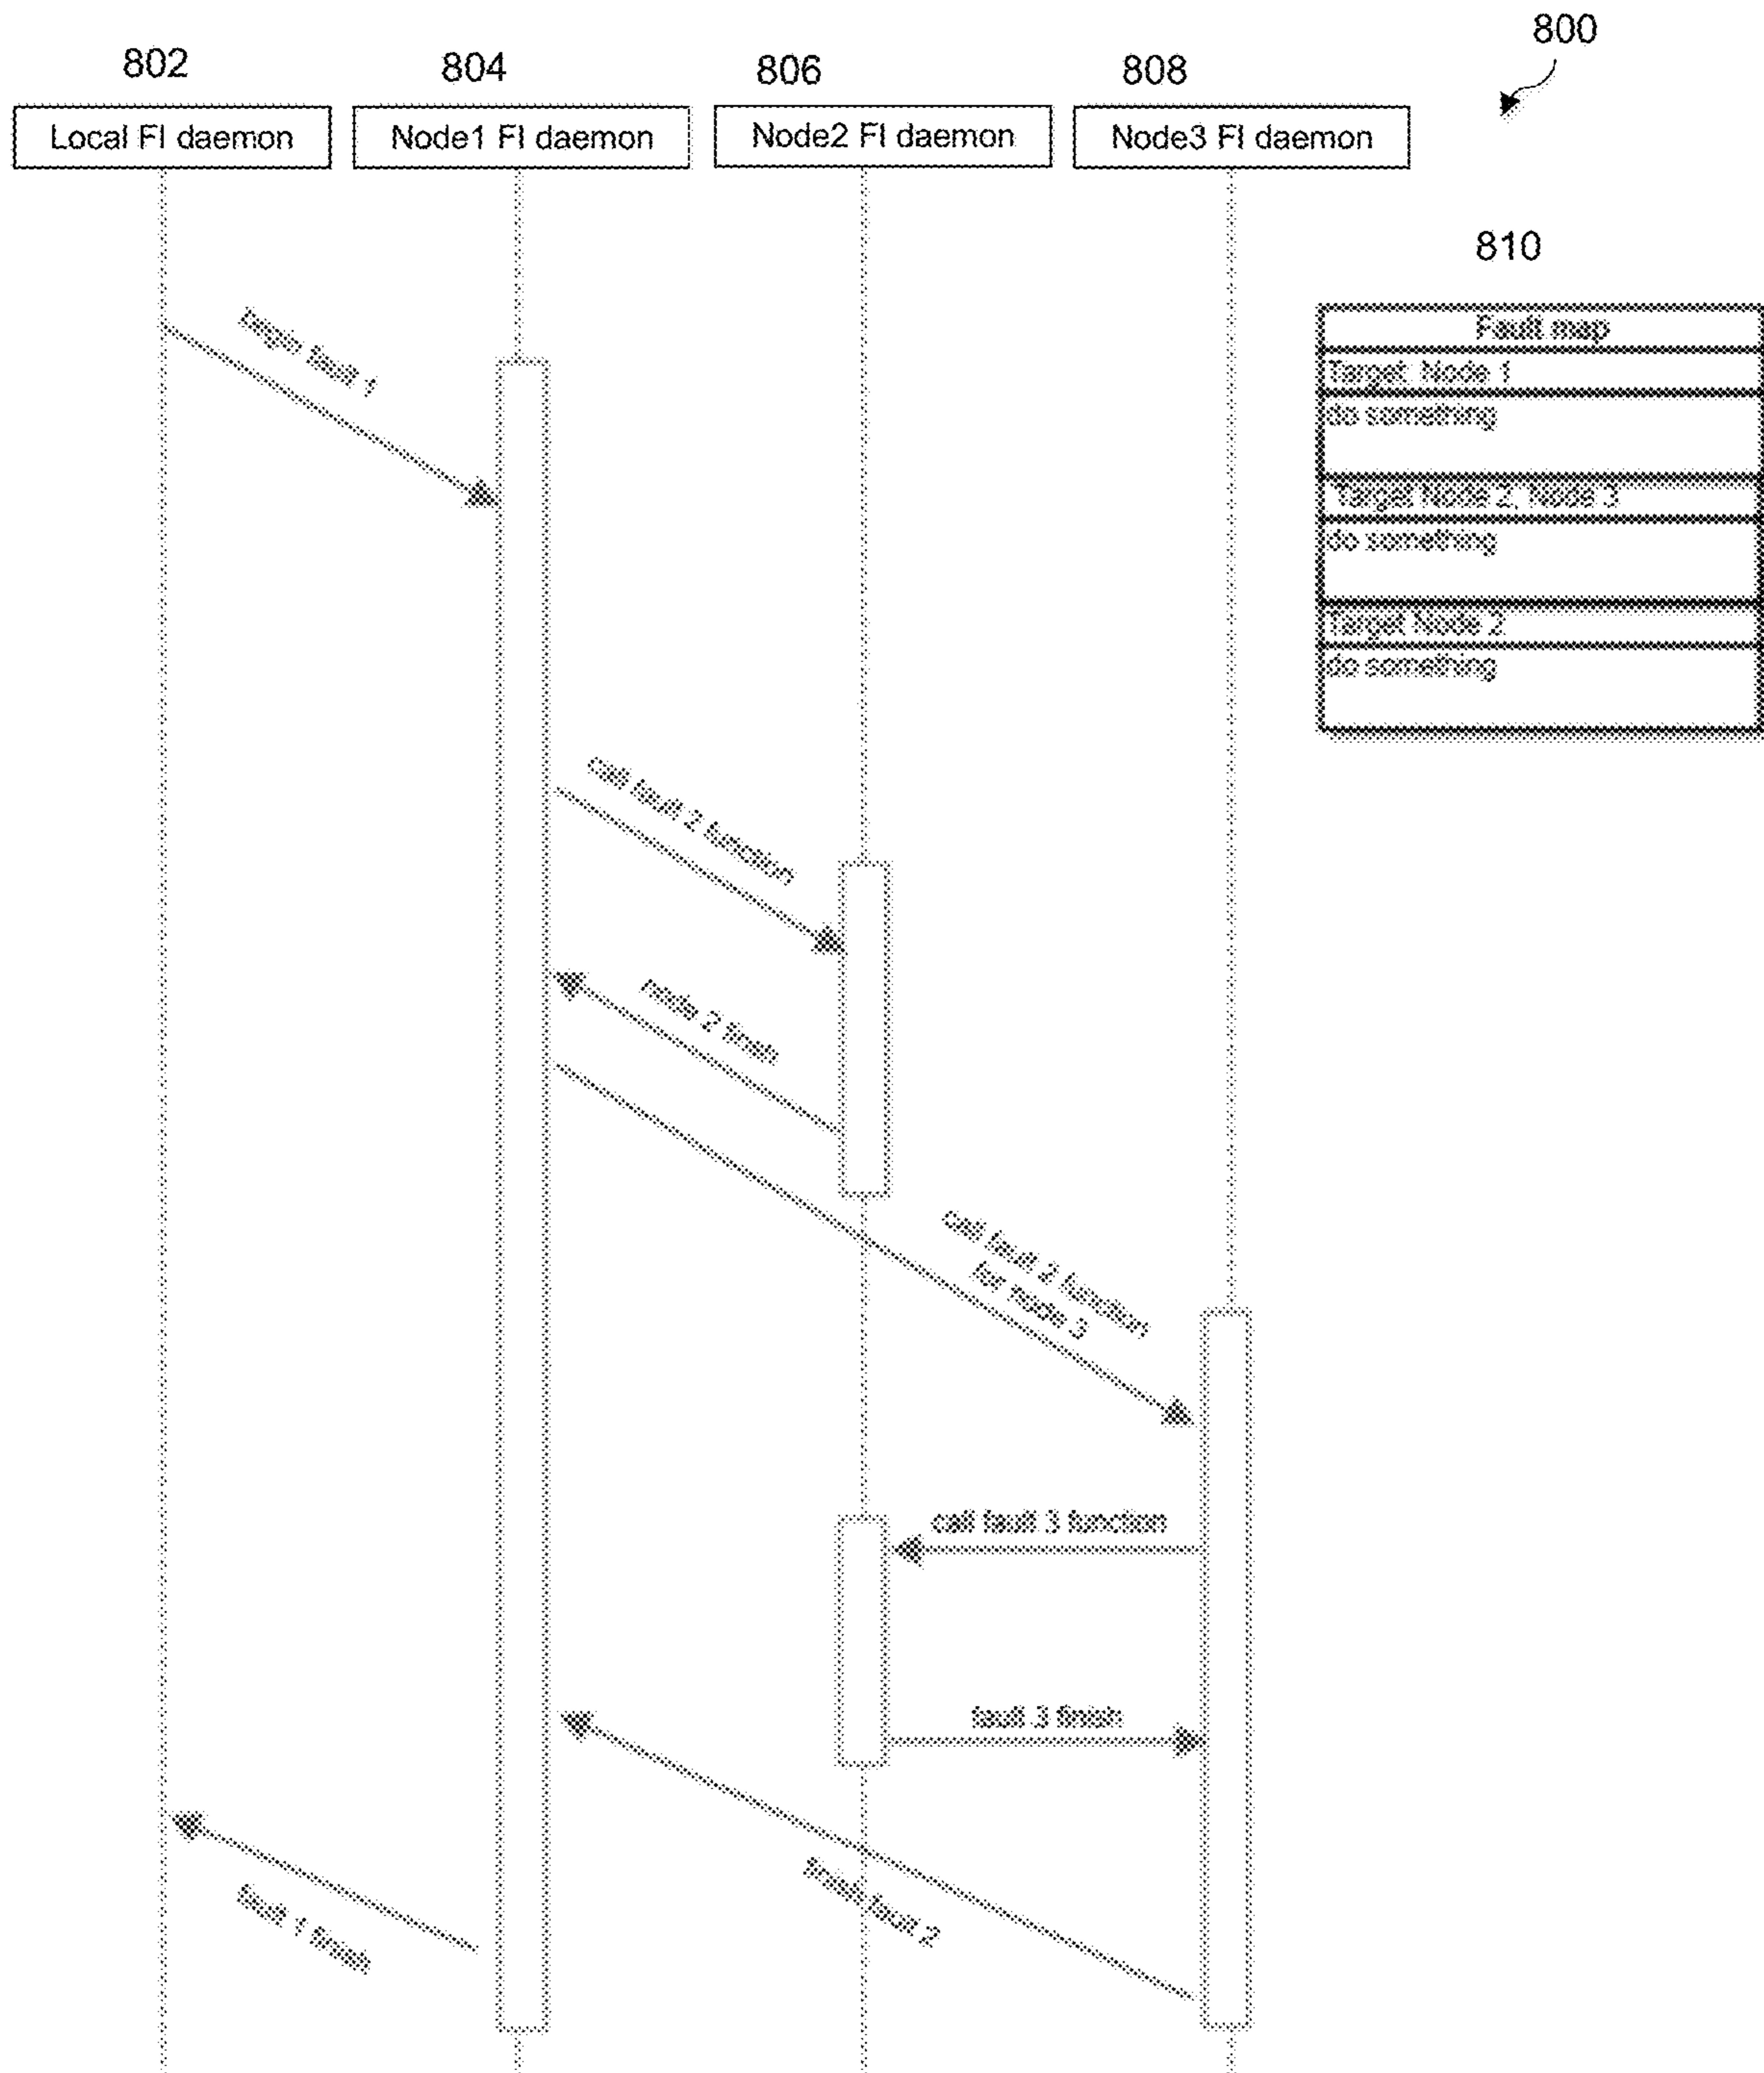 800
802
804
806
808
Local FI daemon
Node1 FI daemon
Node2 FI daemon
Node3 FI daemon
810
Fault map
Target Node 1
do something
Target Node 2, Node 3
do something
Target Node 2
do something
begin fault 1
call fault 2 function
node 2 finish
call fault 2 function
for node 3
call fault 3 function
fault 3 finish
finish fault 2
fault 1 finish